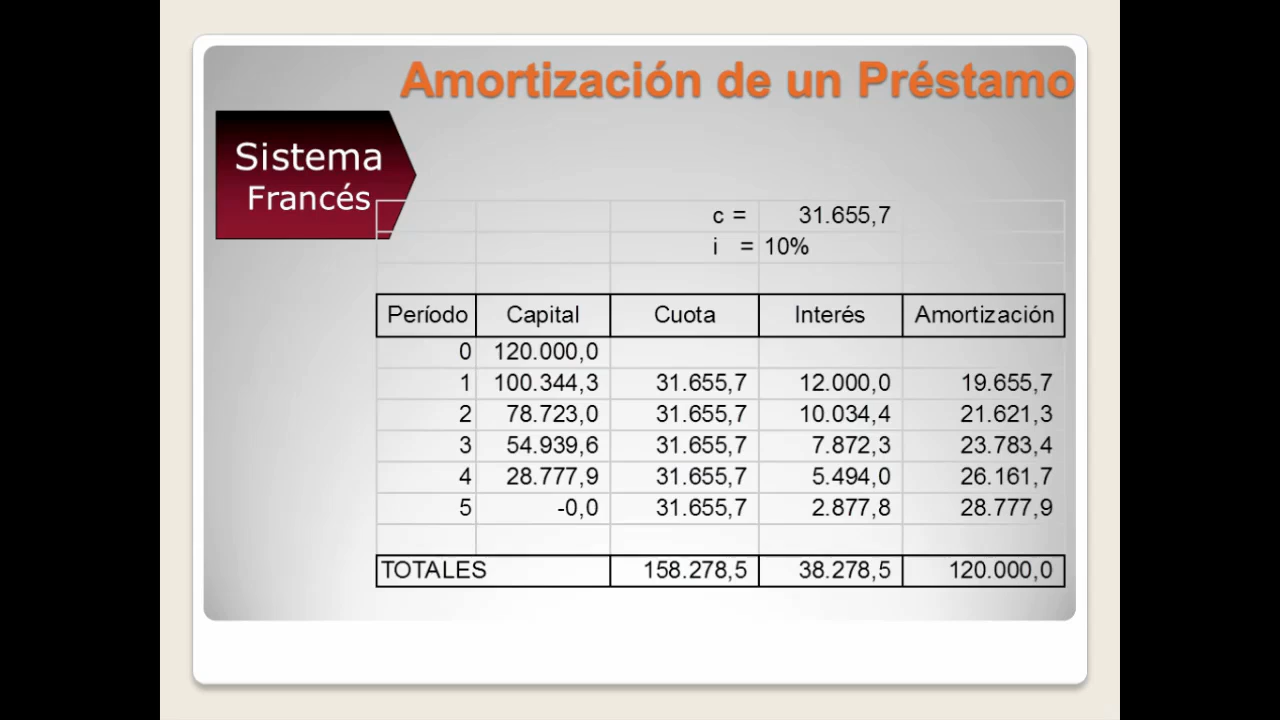 Amortización de un Préstamo
Sistema
Francés
c = 31.655,7
i = 10%
Período Capital Cuota Interés Amortización
0 120.000,0
1 100.344,3 31.655,7 12.000,0 19.655,7
2 78.723,0 31.655,7 10.034,4 21.621,3
3 54.939,6 31.655,7 7.872,3 23.783,4
4 28.777,9 31.655,7 5.494,0 26.161,7
5 -0,0 31.655,7 2.877,8 28.777,9
TOTALES 158.278,5 38.278,5 120.000,0